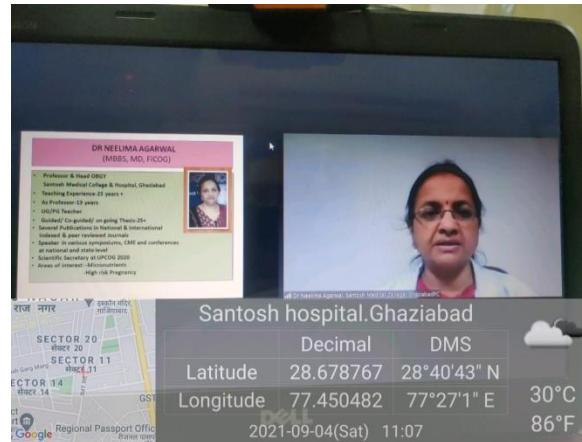 DR NEELIMA AGARWAL
(MBBS, MD, FICOG)
Professor & Head OBGY
Santosh Medical College & Hospital, Ghaziabad
Teaching Experience-23 years +
As Professor-13 years
UG/PG Teacher
Guided/ Co-guided/ on going Thesis-25+
Several Publications in National & International
Indexed & peer reviewed Journals
Speaker in various symposiums, CME and conferences
at national and state level
Scientific Secretary at UPCOG 2020
Areas of interest:-Micronutrients
-High risk Pregnancy
Dr Neelima Agarwal, Santosh Medical College, Ghaziabad
राज नगर
SECTOR 20
सेक्टर 20
SECTOR 11
सेक्टर 11
SECTOR 14
सेक्टर 14
GST
Regional Passport Offic
Google
Santosh hospital.Ghaziabad
Decimal DMS
Latitude 28.678767 28°40'43" N
Longitude 77.450482 77°27'1" E
DELL
2021-09-04(Sat) 11:07
30°C
86°F